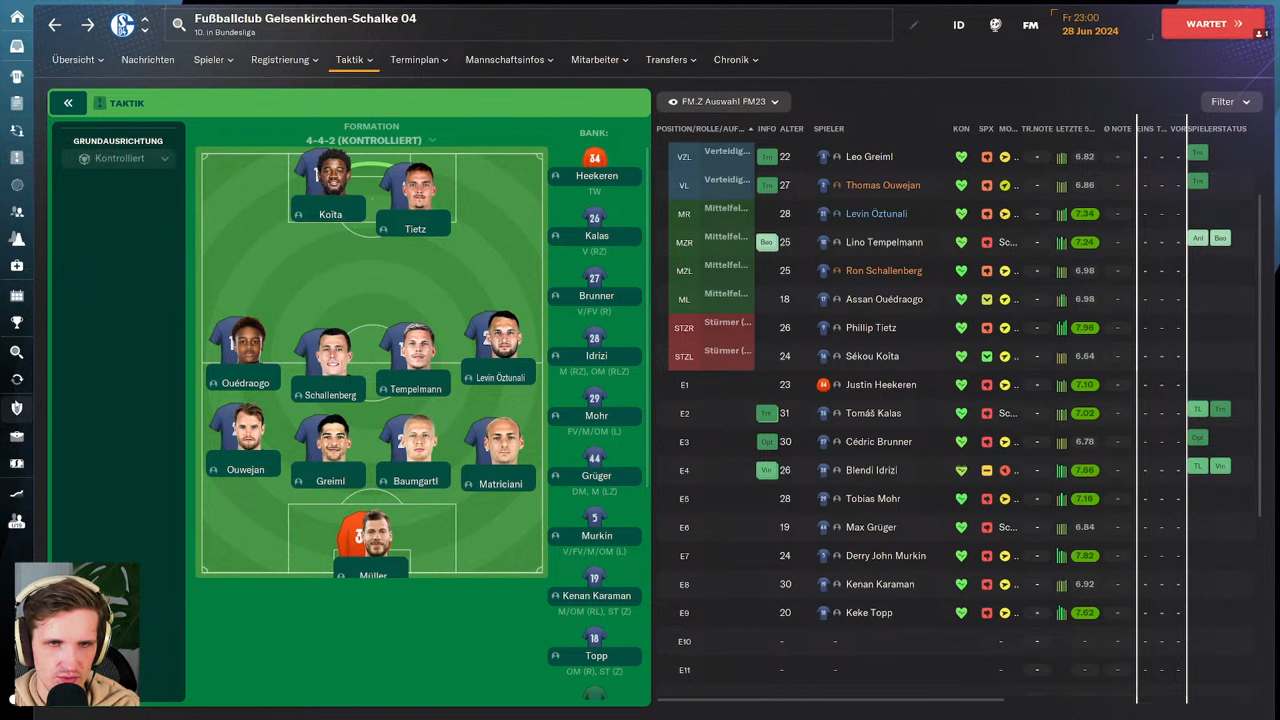 Fußballclub Gelsenkirchen-Schalke 04
10. in Bundesliga
ID
FM
Fr 23:00
28 Jun 2024
WARTET
1
Übersicht
Nachrichten
Spieler
Registrierung
Taktik
Terminplan
Mannschaftsinfos
Mitarbeiter
Transfers
Chronik
TAKTIK
GRUNDAUSRICHTUNG
Kontrolliert
FORMATION
4-4-2 (KONTROLLIERT)
Koïta
Tietz
Ouédraogo
Schallenberg
Tempelmann
Levin Öztunali
Ouwejan
Greiml
Baumgartl
Matriciani
Müller
BANK:
34
Heekeren
TW
26
Kalas
V (RZ)
27
Brunner
V/FV (R)
28
Idrizi
M (RZ), OM (RLZ)
29
Mohr
FV/M/OM (L)
44
Grüger
DM, M (LZ)
5
Murkin
V/FV/M/OM (L)
19
Kenan Karaman
M/OM (RL), ST (Z)
18
Topp
OM (R), ST (Z)
FM.Z Auswahl FM23
Filter
POSITION/ROLLE/AUF... INFO ALTER SPIELER KON SPX MO... TR.NOTE LETZTE 5... Ø NOTE EINS T... VOR SPIELERSTATUS
VZL Verteidig... Trn 22 Leo Greiml - 6.82 - - - - Trn
VL Verteidig... Trn 27 Thomas Ouwejan - 6.86 - - - - Trn
MR Mittelfel... 28 Levin Öztunali - 7.34 - - - -
MZR Mittelfel... Beo 25 Lino Tempelmann Sc... - 7.24 - - - - Anl Beo
MZL Mittelfel... 25 Ron Schallenberg - 6.98 - - - -
ML Mittelfel... 18 Assan Ouédraogo - 6.98 - - - -
STZR Stürmer (... 26 Phillip Tietz - 7.96 - - - -
STZL Stürmer (... 24 Sékou Koïta - 6.64 - - - -
E1 23 Justin Heekeren - 7.10 - - - -
E2 Trn 31 Tomáš Kalas Sc... - 7.02 - - - - TL Trn
E3 Opt 30 Cédric Brunner - 6.78 - - - - Opt
E4 Vin 26 Blendi Idrizi - 7.66 - - - - TL Vin
E5 28 Tobias Mohr - 7.16 - - - -
E6 19 Max Grüger Sc... - 6.84 - - - -
E7 24 Derry John Murkin - 7.82 - - - -
E8 30 Kenan Karaman - 6.92 - - - -
E9 20 Keke Topp - 7.62 - - - -
E10 - - - - - - - -
E11 - - - - - - - -